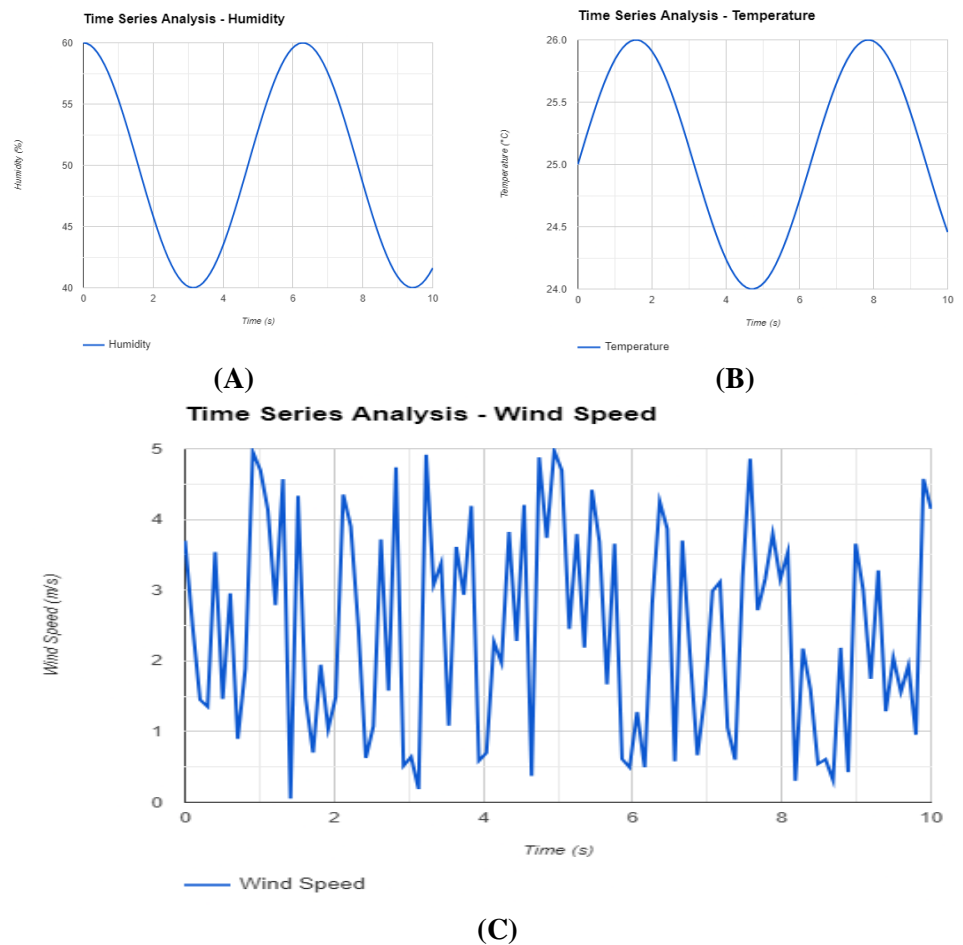 Time Series Analysis - Humidity
60
55
50
45
40
Humidity (%)
0 2 4 6 8 10
Time (s)
Humidity
(A)
Time Series Analysis - Temperature
26.0
25.5
25.0
24.5
24.0
Temperature (°C)
0 2 4 6 8 10
Time (s)
Temperature
(B)
Time Series Analysis - Wind Speed
5
4
3
2
1
0
Wind Speed (m/s)
0 2 4 6 8 10
Time (s)
Wind Speed
(C)